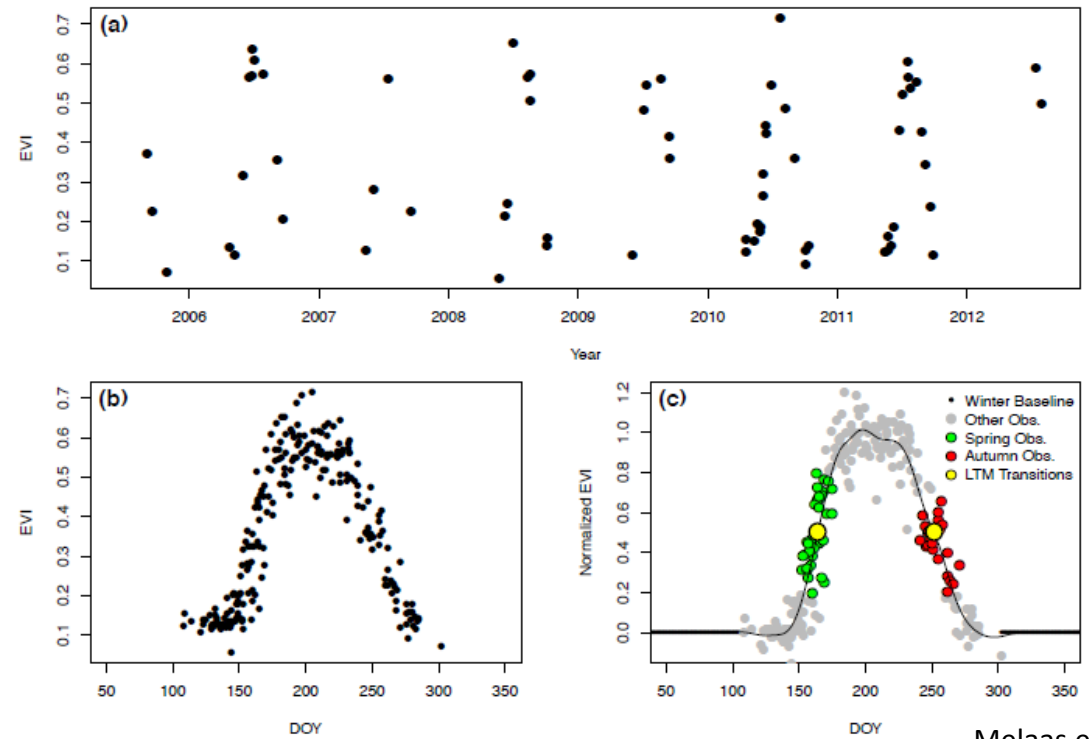 (a)
EVI
0.7
0.6
0.5
0.4
0.3
0.2
0.1
2006 2007 2008 2009 2010 2011 2012
Year
(b)
EVI
0.7
0.6
0.5
0.4
0.3
0.2
0.1
50 100 150 200 250 300 350
DOY
(c)
Normalized EVI
1.2
1.0
0.8
0.6
0.4
0.2
0.0
Winter Baseline
Other Obs.
Spring Obs.
Autumn Obs.
LTM Transitions
50 100 150 200 250 300 350
DOY